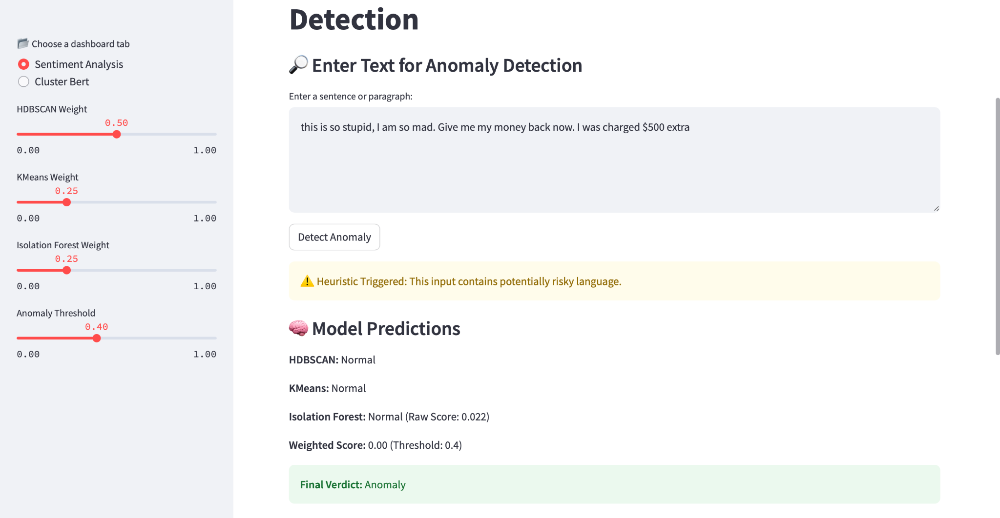 Choose a dashboard tab
Sentiment Analysis
Cluster Bert
HDBSCAN Weight
0.50
0.00 1.00
KMeans Weight
0.25
0.00 1.00
Isolation Forest Weight
0.25
0.00 1.00
Anomaly Threshold
0.40
0.00 1.00
Detection
Enter Text for Anomaly Detection
Enter a sentence or paragraph:
this is so stupid, I am so mad. Give me my money back now. I was charged $500 extra
Detect Anomaly
Heuristic Triggered: This input contains potentially risky language.
Model Predictions
HDBSCAN: Normal
KMeans: Normal
Isolation Forest: Normal (Raw Score: 0.022)
Weighted Score: 0.00 (Threshold: 0.4)
Final Verdict: Anomaly